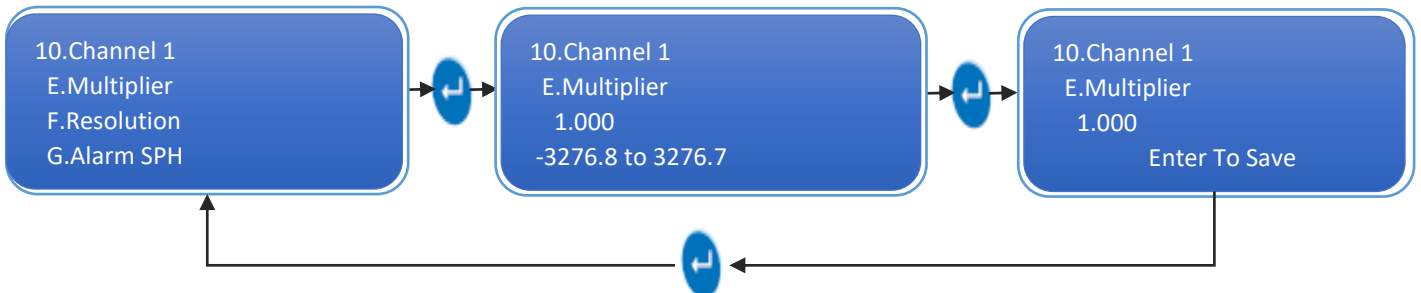 10.Channel 1
E.Multiplier
F.Resolution
G.Alarm SPH
10.Channel 1
E.Multiplier
1.000
-3276.8 to 3276.7
10.Channel 1
E.Multiplier
1.000
Enter To Save